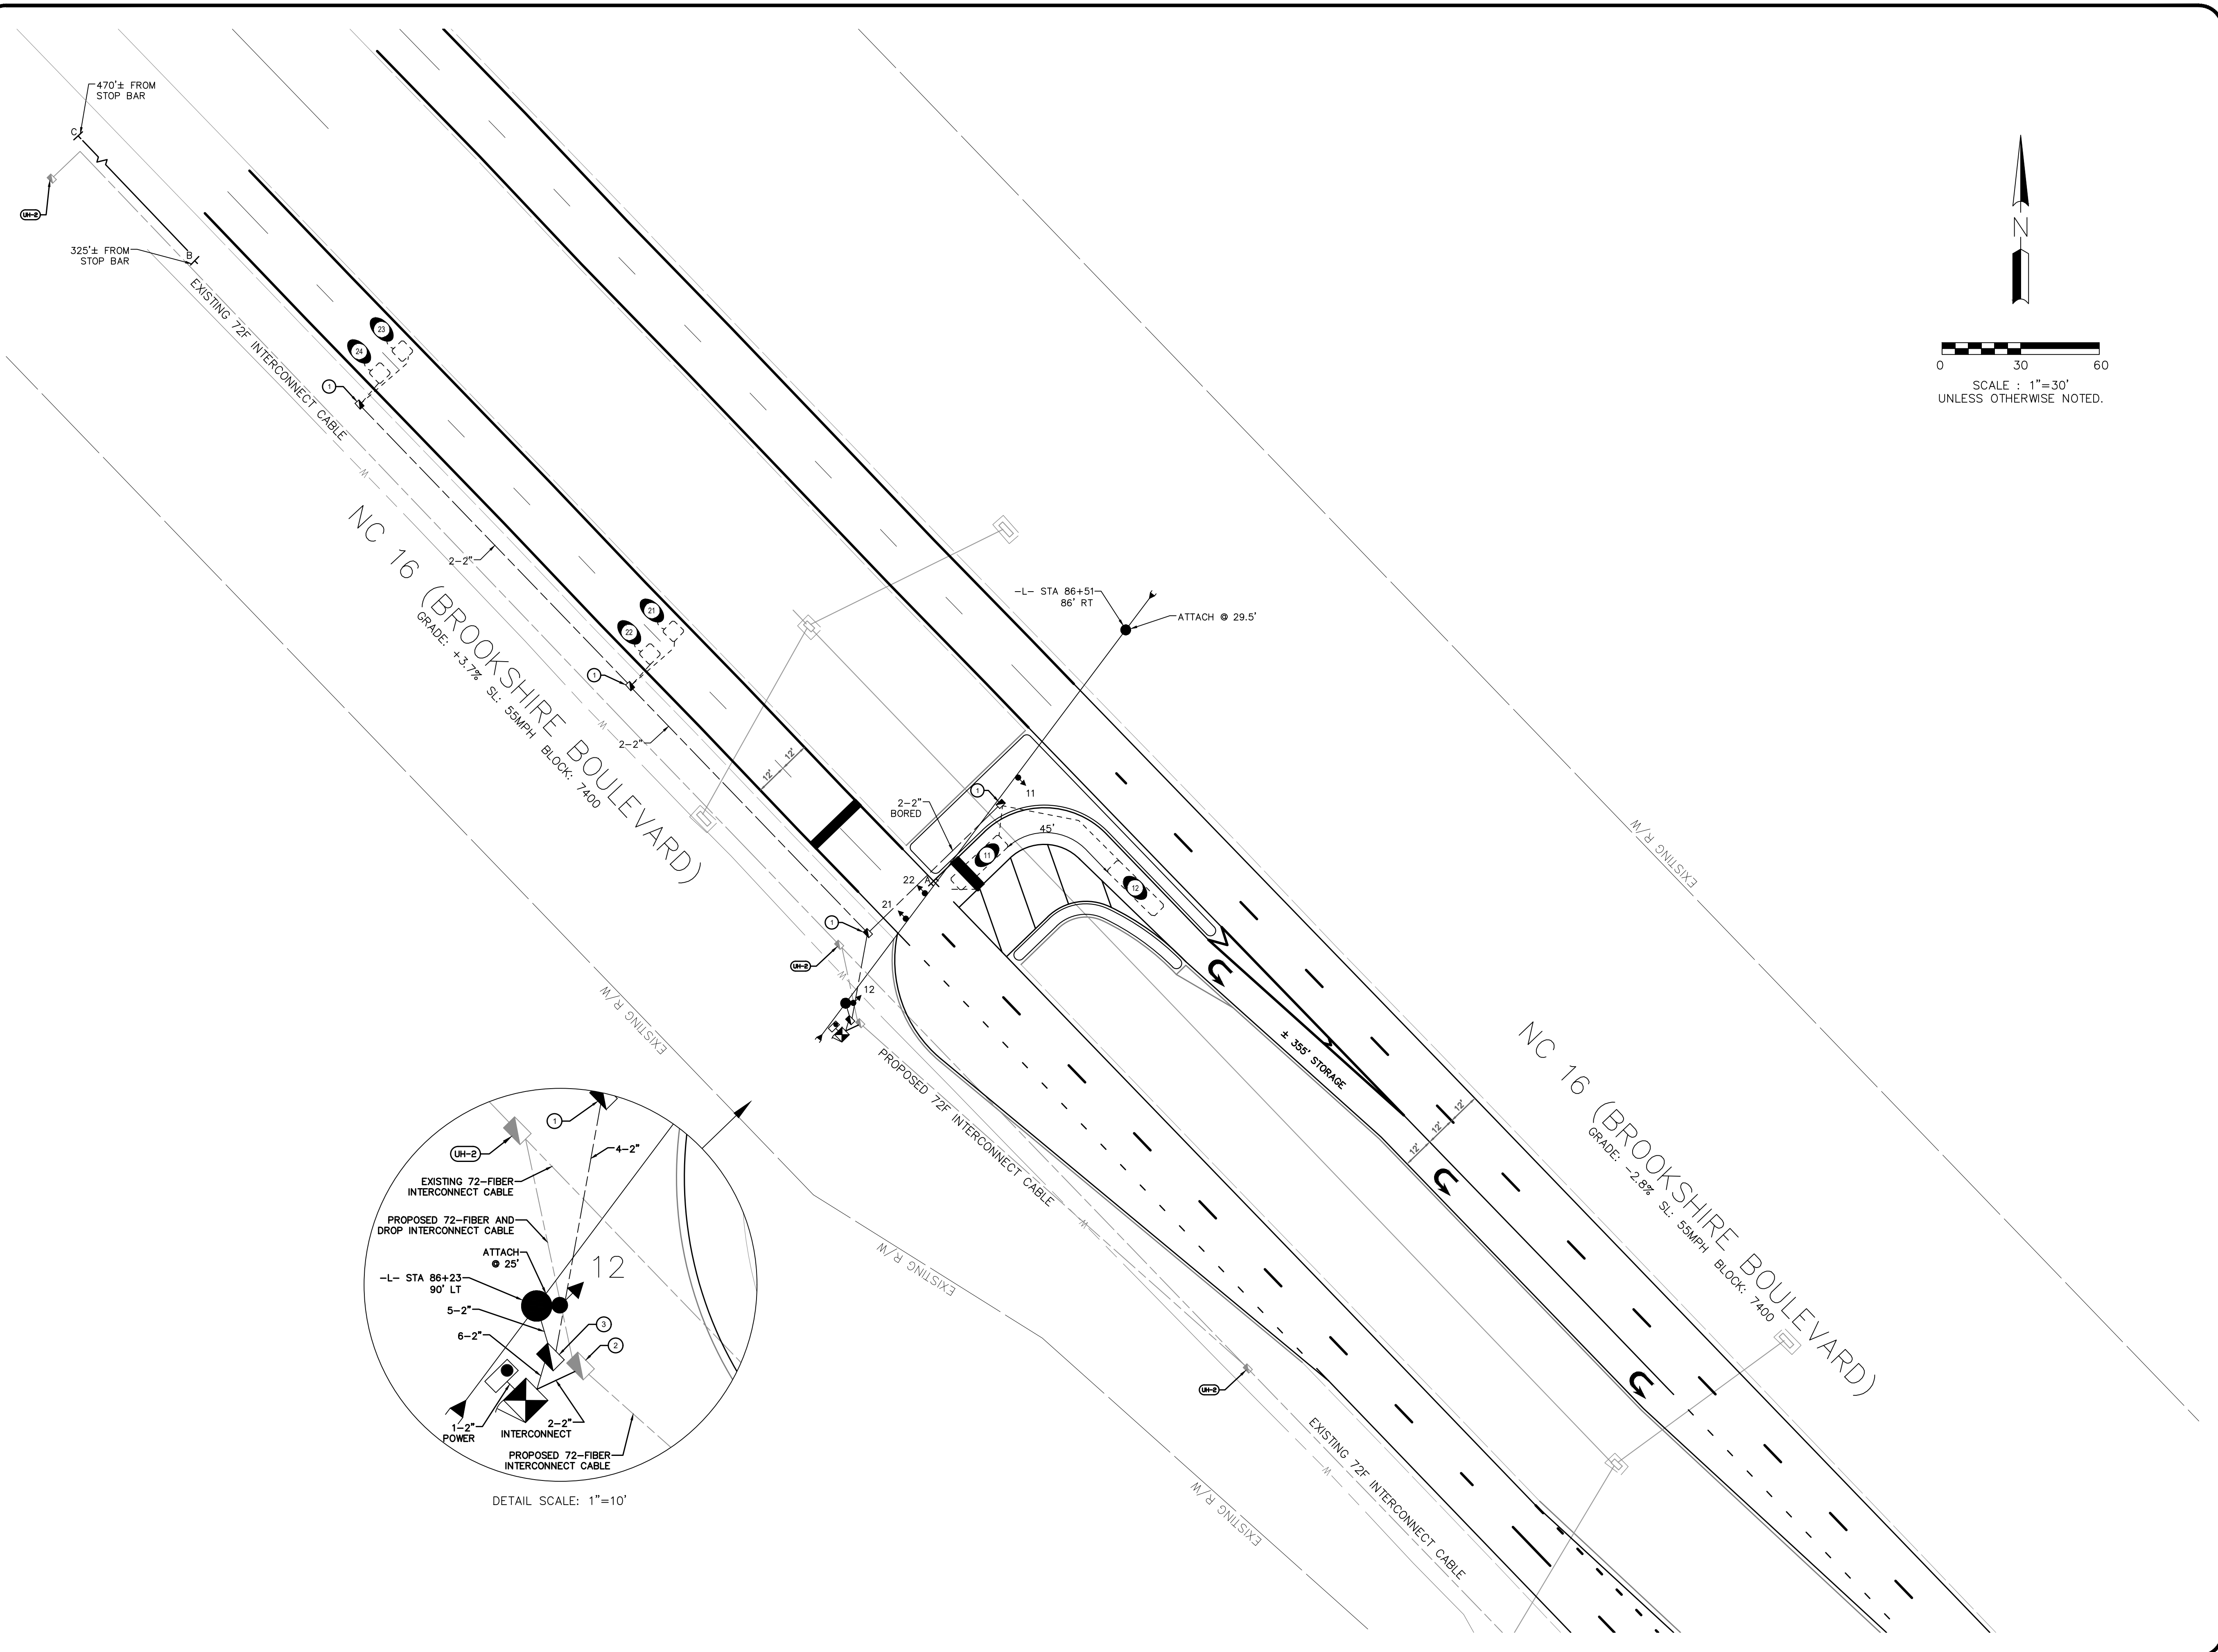 470'± FROM
STOP BAR
C
UH-2
325'± FROM
STOP BAR
B
EXISTING 72F INTERCONNECT CABLE
23
24
1
W
2-2"
NC 16 (BROOKSHIRE BOULEVARD)
GRADE: +3.7% SL: 55MPH BLOCK: 7400
21
22
1
W
2-2"
12'
12'
-L- STA 86+51
86' RT
ATTACH @ 29.5'
N
0 30 60
SCALE : 1"=30'
UNLESS OTHERWISE NOTED.
1
11
2-2"
BORED
45'
11
12
A
22
21
1
UH-2
W
12
EXISTING R/W
EXISTING R/W
PROPOSED 72F INTERCONNECT CABLE
W
± 355' STORAGE
12'
12'
12'
NC 16 (BROOKSHIRE BOULEVARD)
GRADE: -2.8% SL: 55MPH BLOCK: 7400
EXISTING R/W
UH-2
EXISTING 72F INTERCONNECT CABLE
W
EXISTING R/W
1
UH-2
4-2"
EXISTING 72-FIBER
INTERCONNECT CABLE
PROPOSED 72-FIBER AND
DROP INTERCONNECT CABLE
ATTACH
@ 25'
12
-L- STA 86+23
90' LT
5-2"
6-2"
3
2
1-2"
POWER
2-2"
INTERCONNECT
PROPOSED 72-FIBER
INTERCONNECT CABLE
DETAIL SCALE: 1"=10'